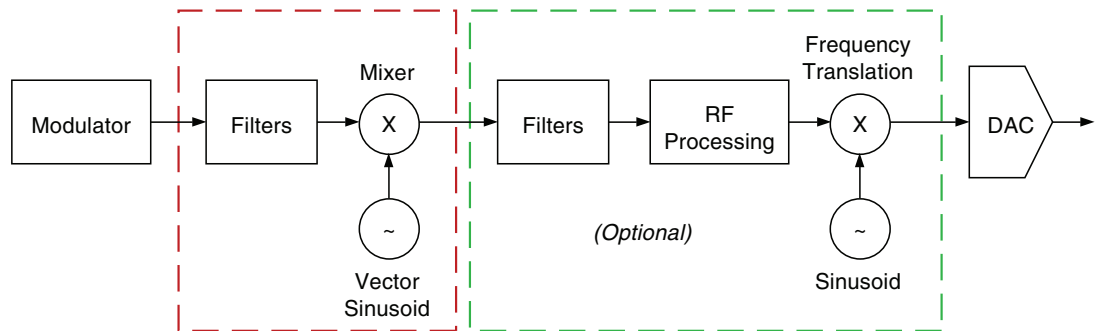 Modulator
Filters
Mixer
X
~
Vector
Sinusoid
Filters
RF
Processing
(Optional)
Frequency
Translation
X
~
Sinusoid
DAC